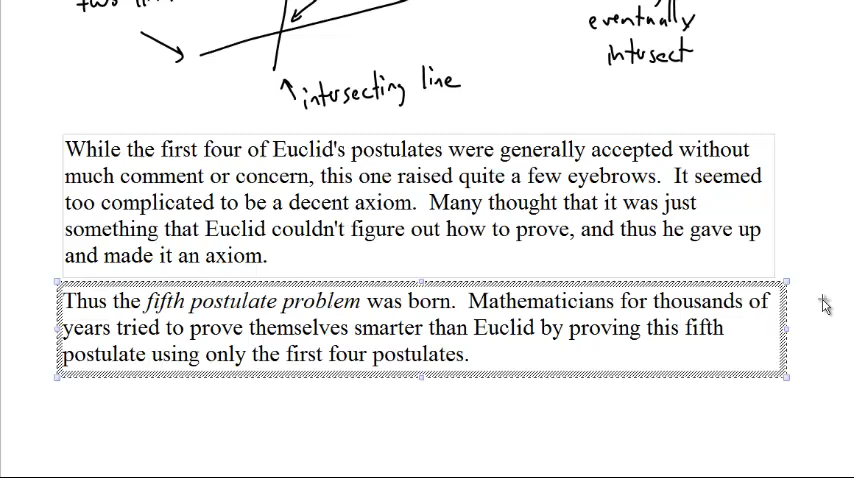 eventually
intersect
intersecting line
While the first four of Euclid's postulates were generally accepted without
much comment or concern, this one raised quite a few eyebrows.  It seemed
too complicated to be a decent axiom.  Many thought that it was just
something that Euclid couldn't figure out how to prove, and thus he gave up
and made it an axiom.
Thus the fifth postulate problem was born.  Mathematicians for thousands of
years tried to prove themselves smarter than Euclid by proving this fifth
postulate using only the first four postulates.